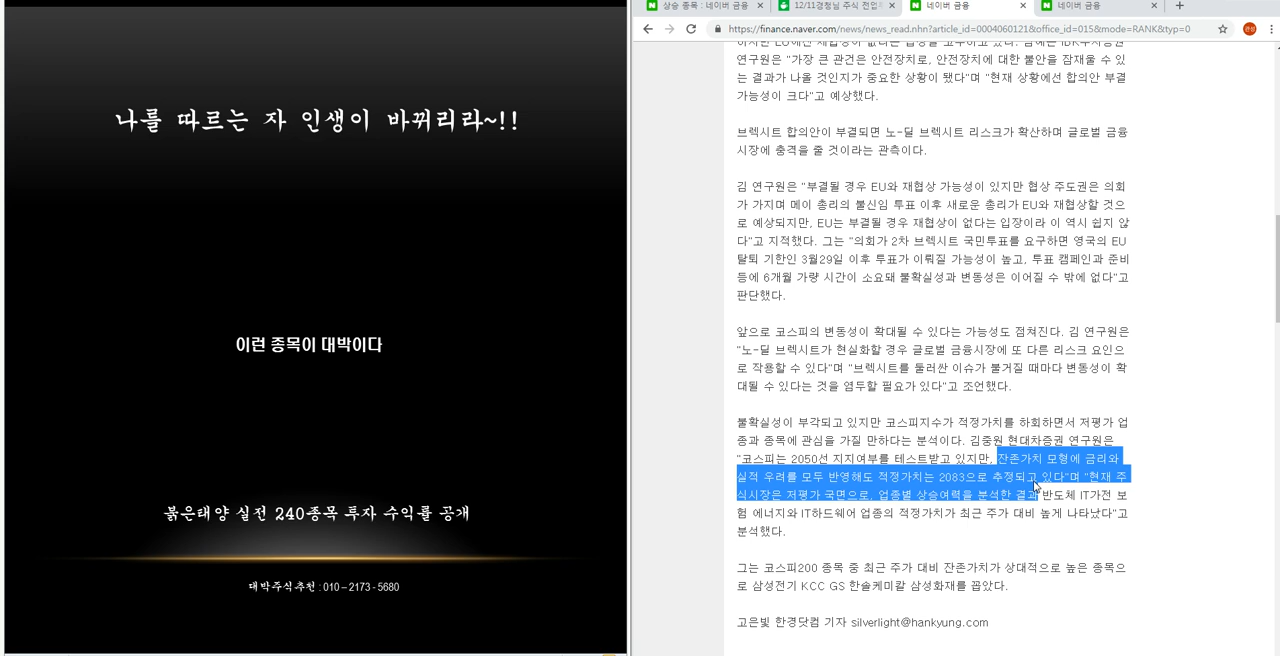 나를 따르는 자 인생이 바뀌리라~!!
이런 종목이 대박이다
붉은태양 실전 240종목 투자 수익률 공개
대박주식추천 : 010 – 2173 - 5680
상승 종목 : 네이버 금융
12/11경청님 주식 전업
네이버 금융
네이버 금융
https://finance.naver.com/news/news_read.nhn?article_id=0004060121&office_id=015&mode=RANK&typ=0
연구원은 "가장 큰 관건은 안전장치로, 안전장치에 대한 불안을 잠재울 수 있
는 결과가 나올 것인지가 중요한 상황이 됐다"며 "현재 상황에선 합의안 부결
가능성이 크다"고 예상했다.
브렉시트 합의안이 부결되면 노-딜 브렉시트 리스크가 확산하며 글로벌 금융
시장에 충격을 줄 것이라는 관측이다.
김 연구원은 "부결될 경우 EU와 재협상 가능성이 있지만 협상 주도권은 의회
가 가지며 메이 총리의 불신임 투표 이후 새로운 총리가 EU와 재협상할 것으
로 예상되지만, EU는 부결될 경우 재협상이 없다는 입장이라 이 역시 쉽지 않
다"고 지적했다. 그는 "의회가 2차 브렉시트 국민투표를 요구하면 영국의 EU
탈퇴 기한인 3월29일 이후 투표가 이뤄질 가능성이 높고, 투표 캠페인과 준비
등에 6개월 가량 시간이 소요돼 불확실성과 변동성은 이어질 수 밖에 없다"고
판단했다.
앞으로 코스피의 변동성이 확대될 수 있다는 가능성도 점쳐진다. 김 연구원은
"노-딜 브렉시트가 현실화할 경우 글로벌 금융시장에 또 다른 리스크 요인으
로 작용할 수 있다"며 "브렉시트를 둘러싼 이슈가 불거질 때마다 변동성이 확
대될 수 있다는 것을 염두할 필요가 있다"고 조언했다.
불확실성이 부각되고 있지만 코스피지수가 적정가치를 하회하면서 저평가 업
종과 종목에 관심을 가질 만하다는 분석이다. 김중원 현대차증권 연구원은
"코스피는 2050선 지지여부를 테스트받고 있지만, 잔존가치 모형에 금리와
실적 우려를 모두 반영해도 적정가치는 2083으로 추정되고 있다"며 "현재 주
식시장은 저평가 국면으로, 업종별 상승여력을 분석한 결과 반도체 IT가전 보
험 에너지와 IT하드웨어 업종의 적정가치가 최근 주가 대비 높게 나타났다"고
분석했다.
그는 코스피200 종목 중 최근 주가 대비 잔존가치가 상대적으로 높은 종목으
로 삼성전기 KCC GS 한솔케미칼 삼성화재를 꼽았다.
고은빛 한경닷컴 기자 silverlight@hankyung.com